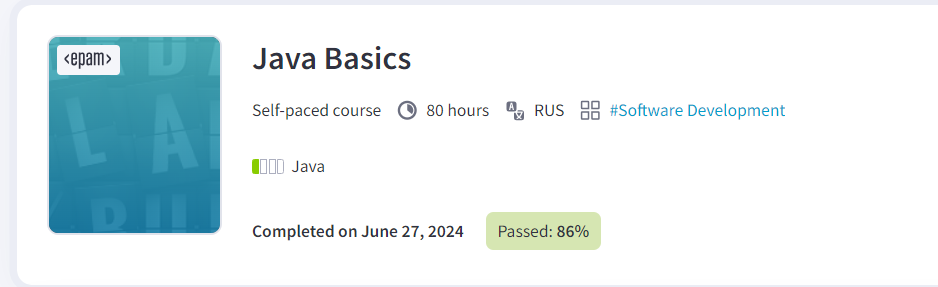 <epam>
Java Basics
Self-paced course 80 hours RUS #Software Development
Java
Completed on June 27, 2024 Passed: 86%